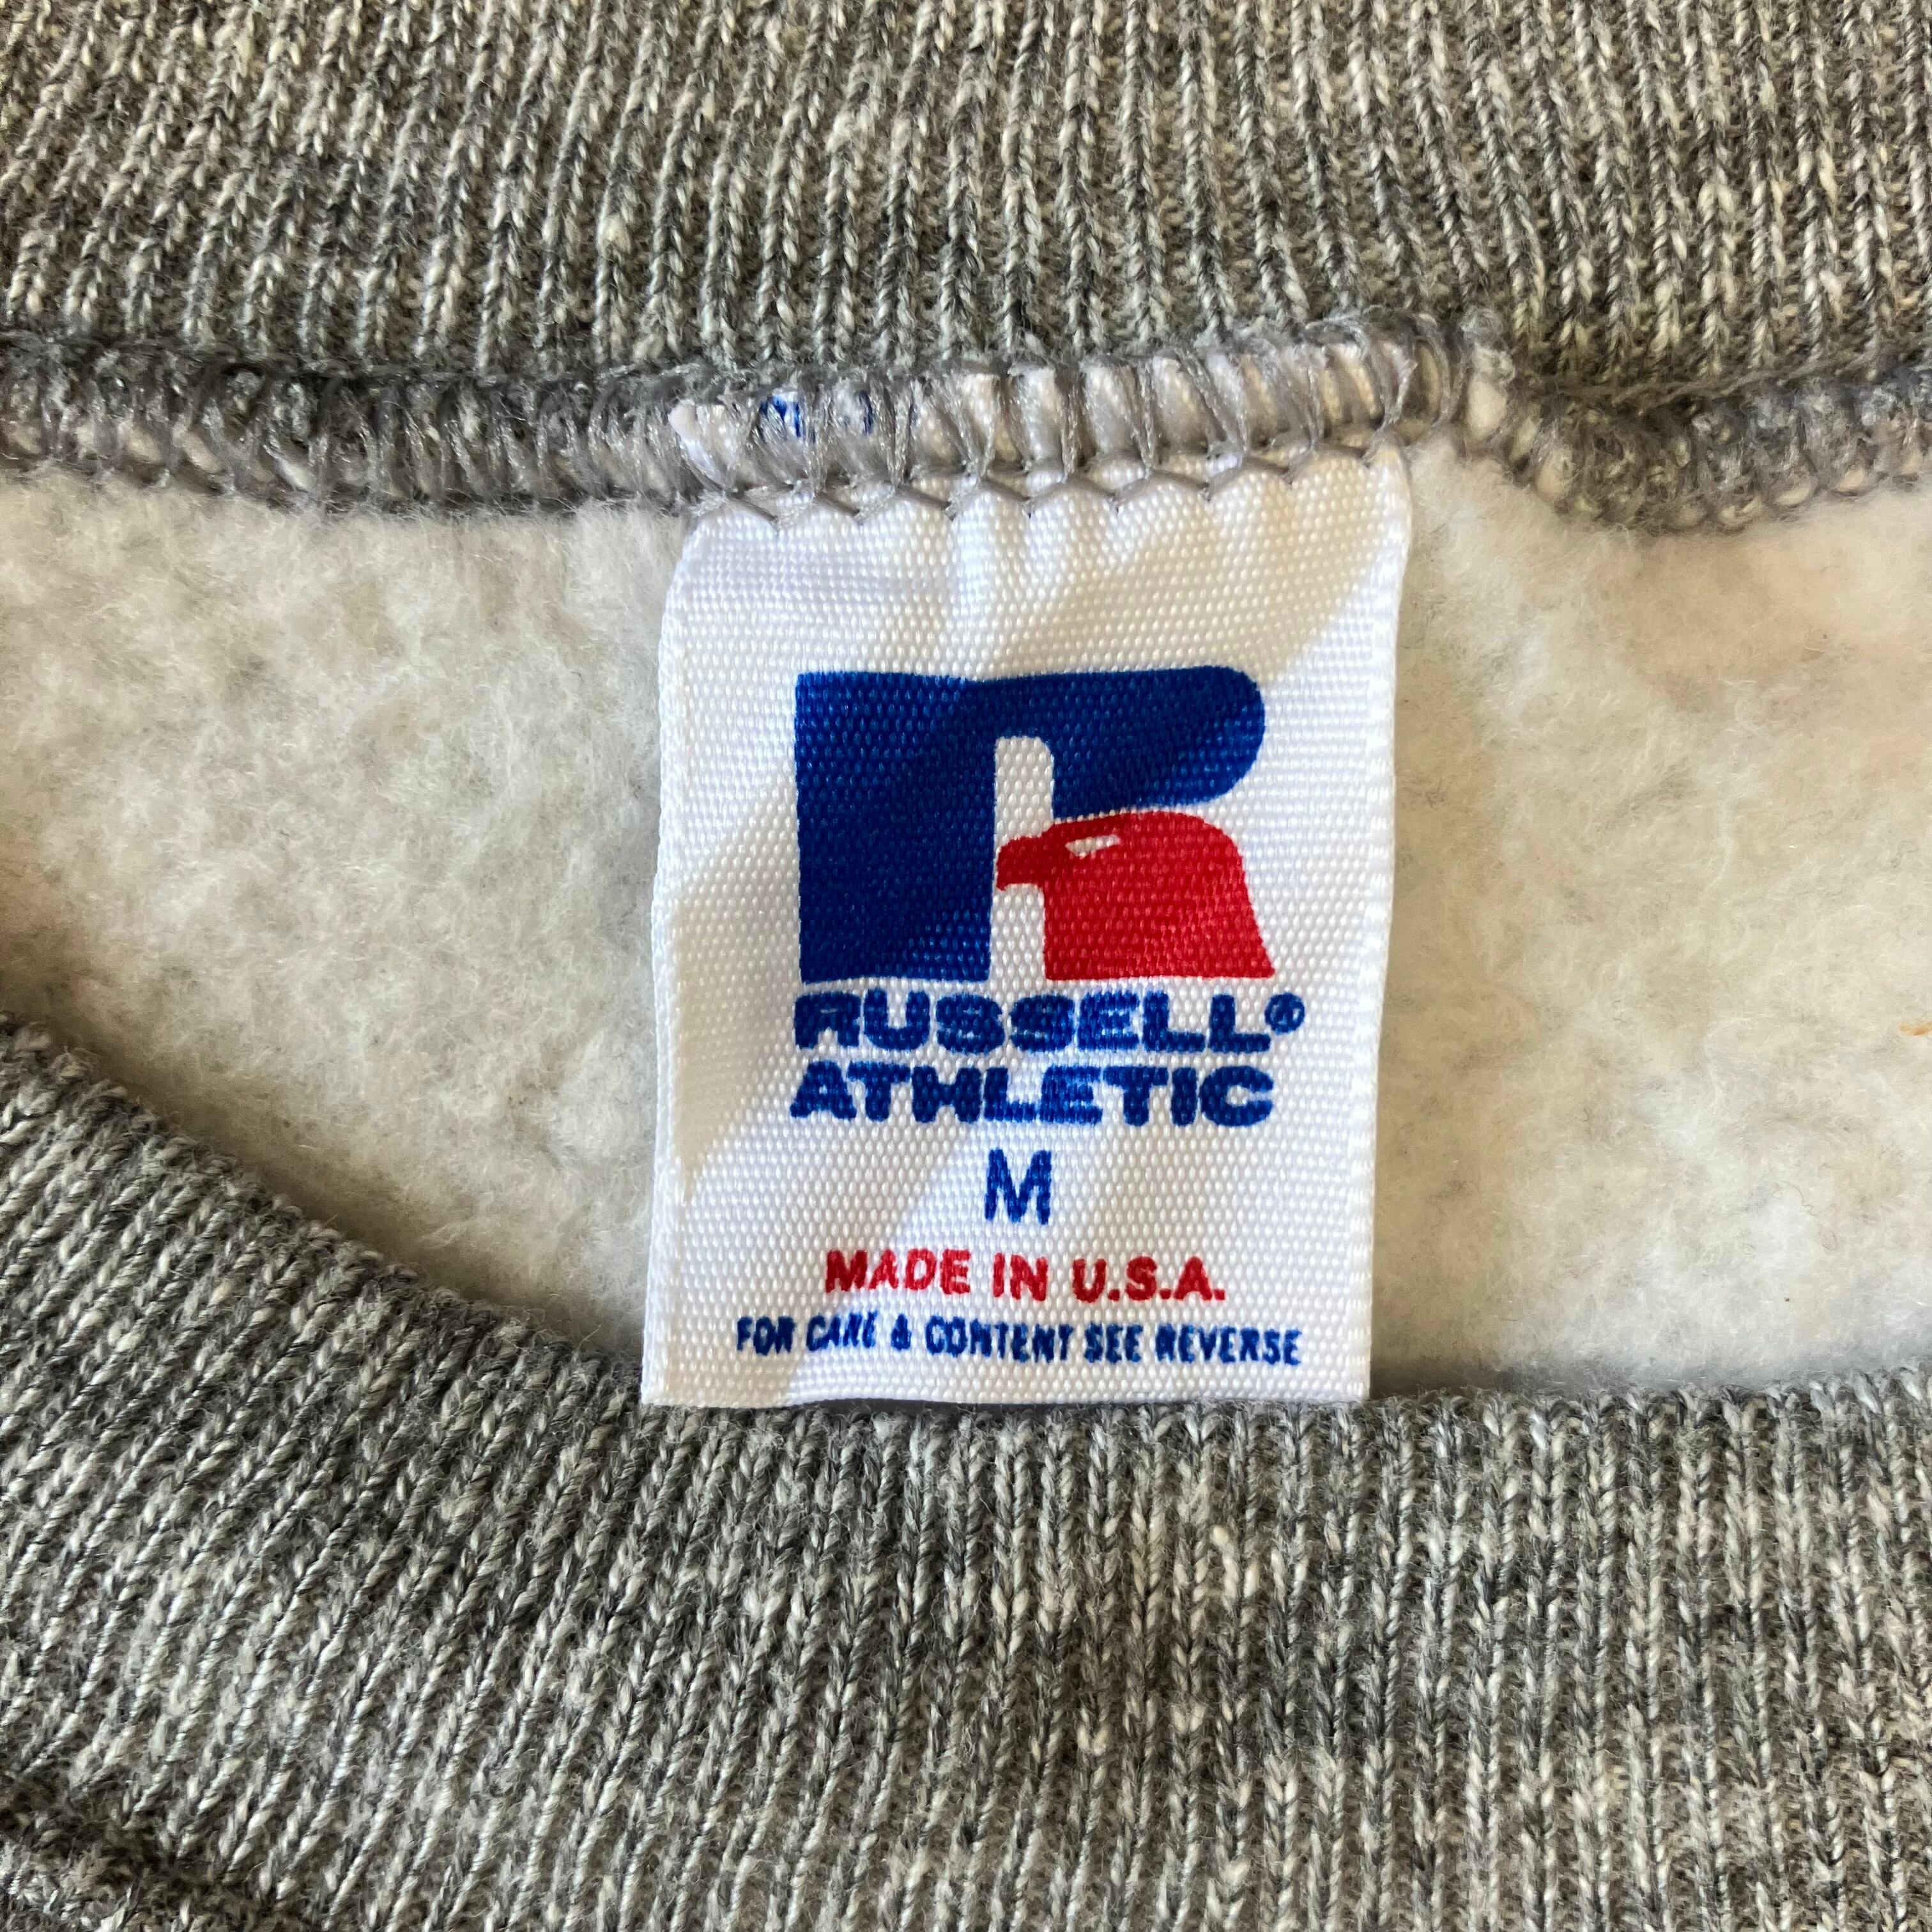 RUSSELL®
ATHLETIC
M
MADE IN U.S.A.
FOR CARE & CONTENT SEE REVERSE